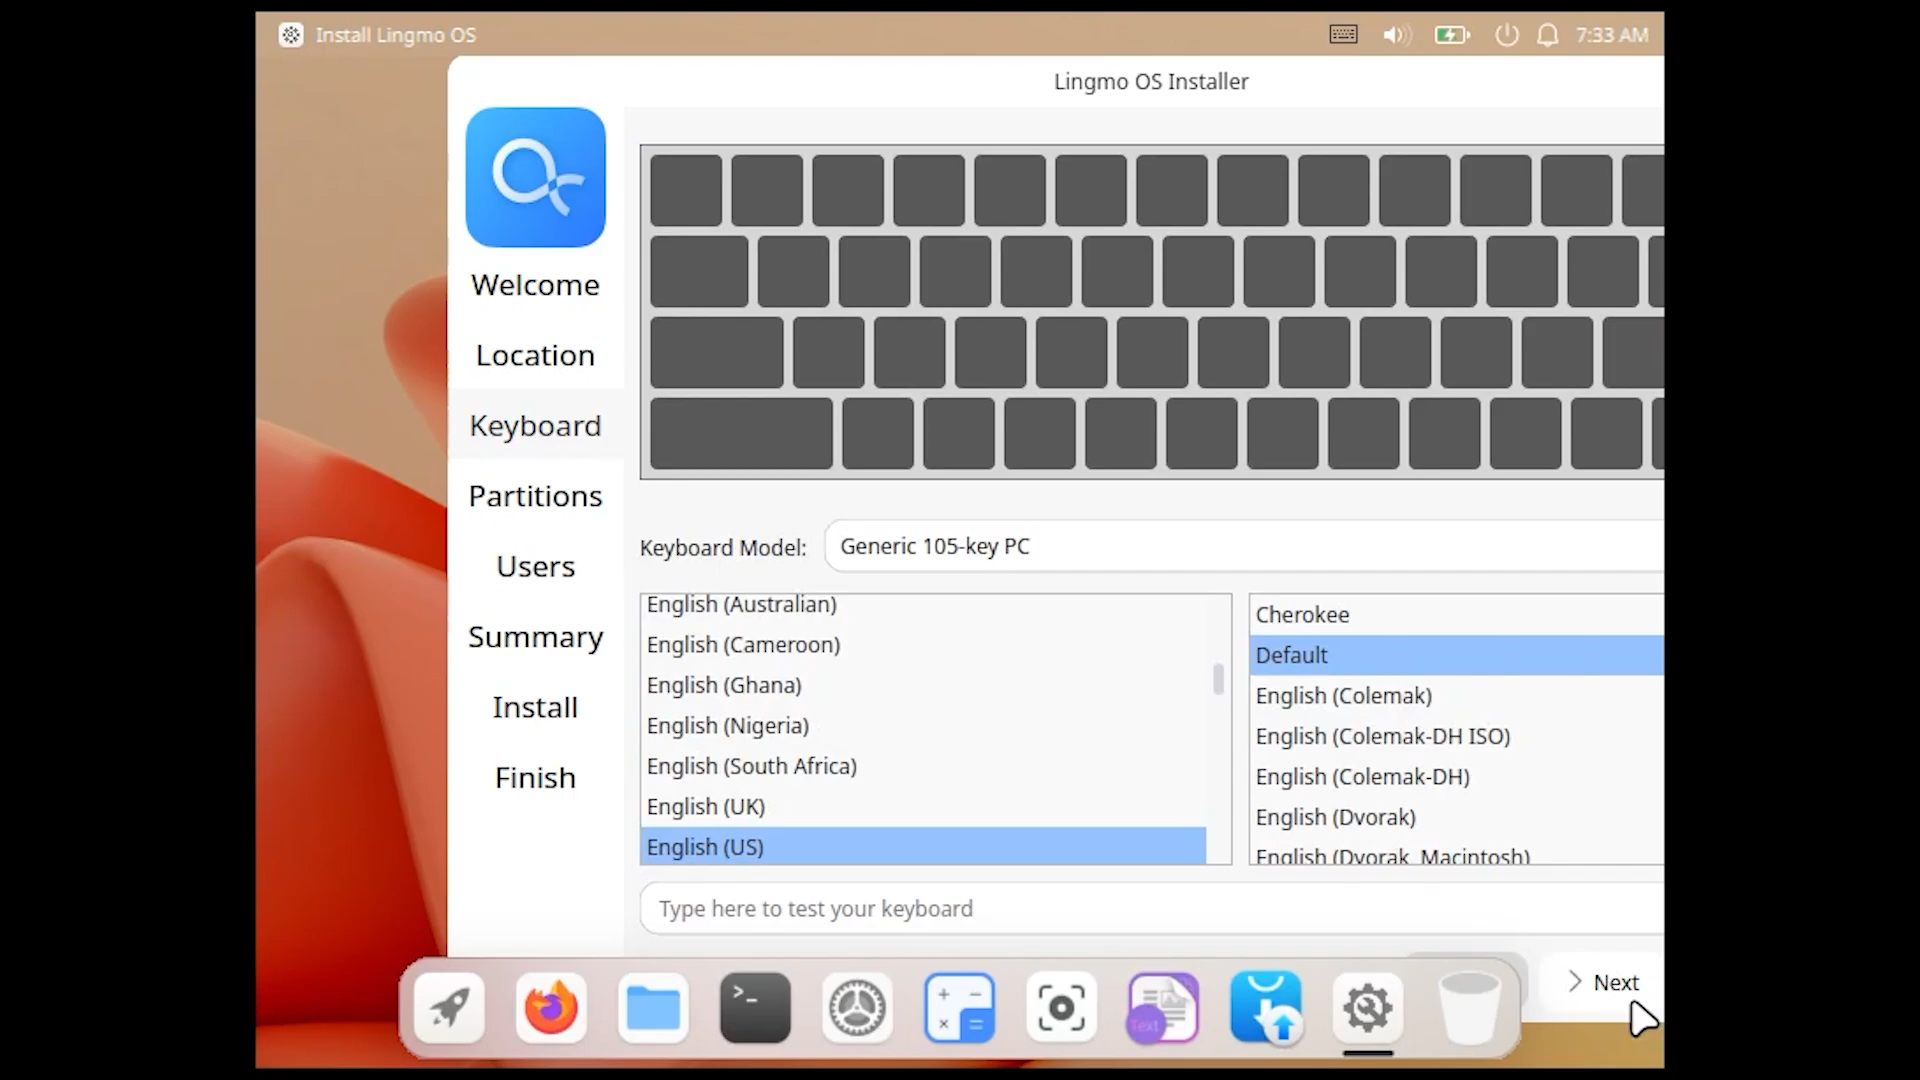 Install Lingmo OS
7:33 AM
Lingmo OS Installer
Welcome
Location
Keyboard
Partitions
Users
Summary
Install
Finish
Keyboard Model:
Generic 105-key PC
English (Australian)
English (Cameroon)
English (Ghana)
English (Nigeria)
English (South Africa)
English (UK)
English (US)
Cherokee
Default
English (Colemak)
English (Colemak-DH ISO)
English (Colemak-DH)
English (Dvorak)
English (Dvorak, Macintosh)
Type here to test your keyboard
Next
>_
Text